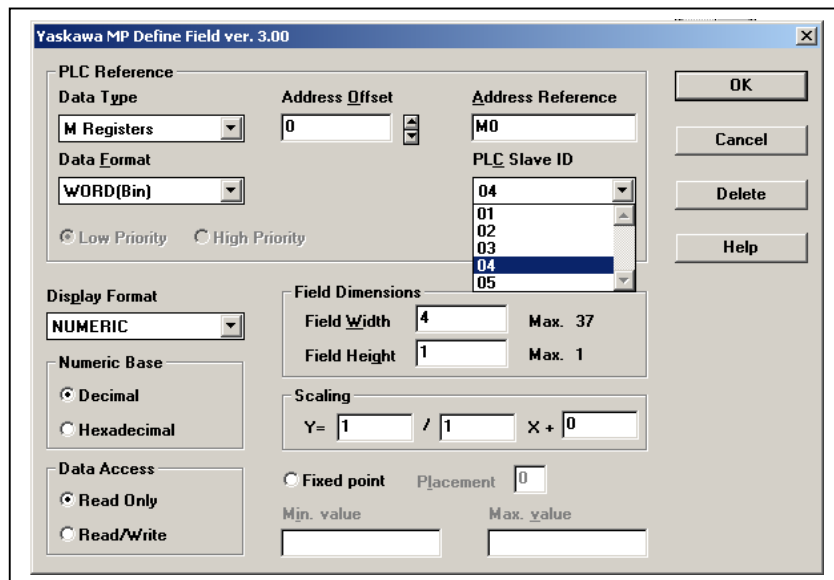 Yaskawa MP Define Field ver. 3.00
PLC Reference
Data Type
Address Offset
Address Reference
M Registers
0
M0
Data Format
PLC Slave ID
WORD(Bin)
04
01
02
03
04
05
Low Priority
High Priority
OK
Cancel
Delete
Help
Display Format
NUMERIC
Field Dimensions
Field Width 4 Max. 37
Field Height 1 Max. 1
Numeric Base
Decimal
Hexadecimal
Scaling
Y= 1 / 1 X + 0
Data Access
Read Only
Read/Write
Fixed point Placement 0
Min. value
Max. value